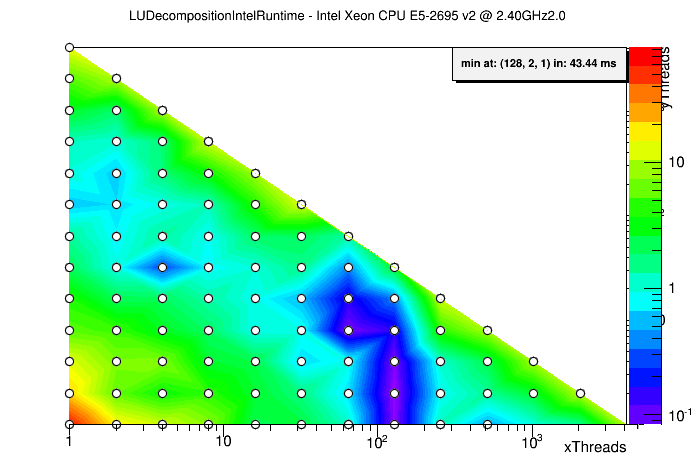 LUDecompositionIntelRuntime - Intel Xeon CPU E5-2695 v2 @ 2.40GHz2.0
min at: (128, 2, 1) in: 43.44 ms
yThreads
10
1
10-1
1
10
10²
10³
xThreads